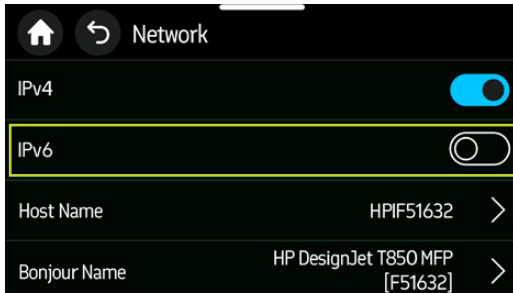 Network
IPv4
IPv6
Host Name HPIF51632
Bonjour Name HP DesignJet T850 MFP
[F51632]